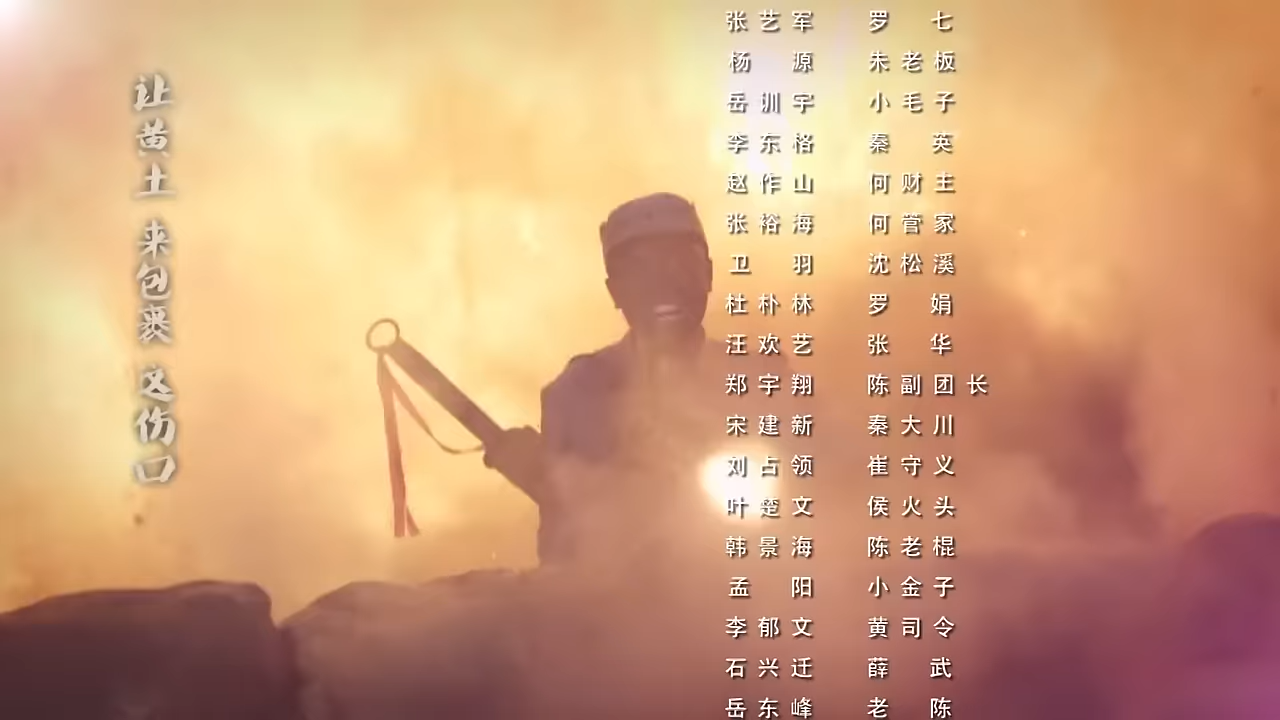 让黄土 来包裹 这伤口
张艺军 罗七
杨源 朱老板
岳圳宇 小毛子
李东格 秦英
赵作山 何财主
张裕海 何管家
卫羽 沈松溪
杜朴林 罗娟
汪欢艺 张华
郑宇翔 陈副团长
宋建新 秦大川
刘占领 崔守义
叶楚文 侯火头
韩景海 陈老棍
孟阳 小金子
李郁文 黄司令
石兴迁 薛武
岳东峰 老陈